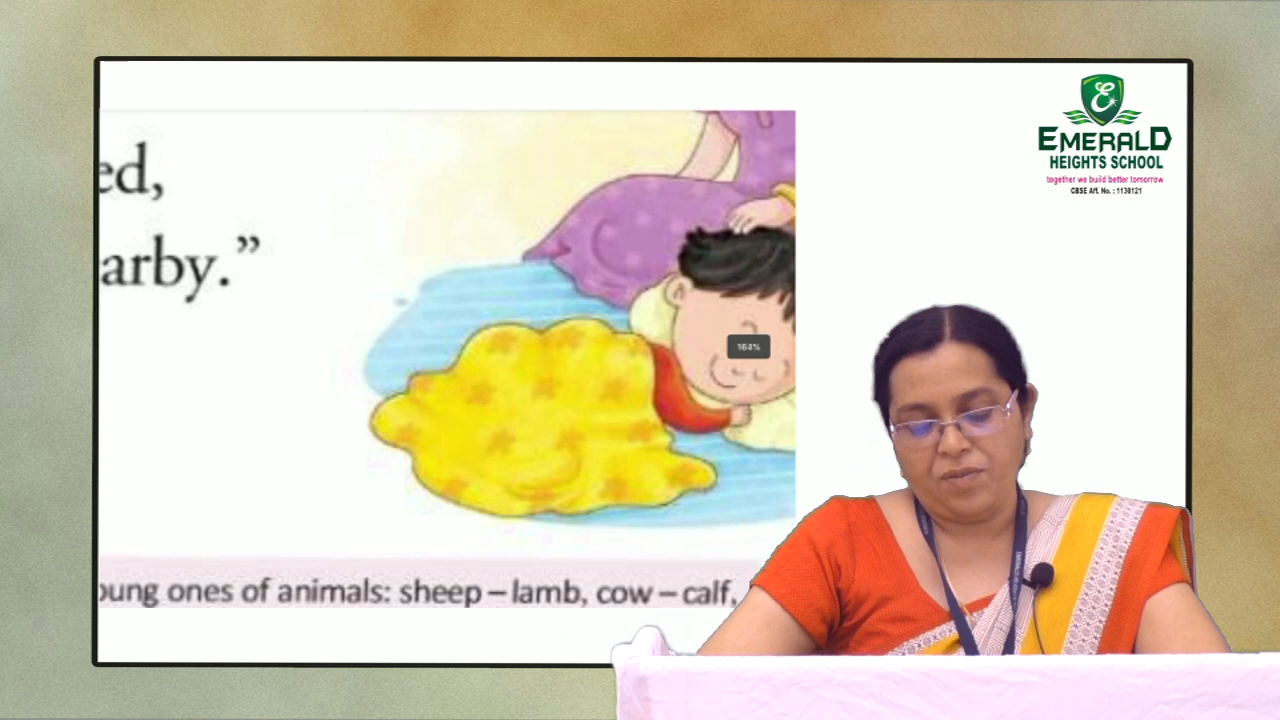 ed,
arby.”
164%
oung ones of animals: sheep – lamb, cow – calf,
E
EMERALD
HEIGHTS SCHOOL
together we build better tomorrow
CBSE Aff. No. : 1130121